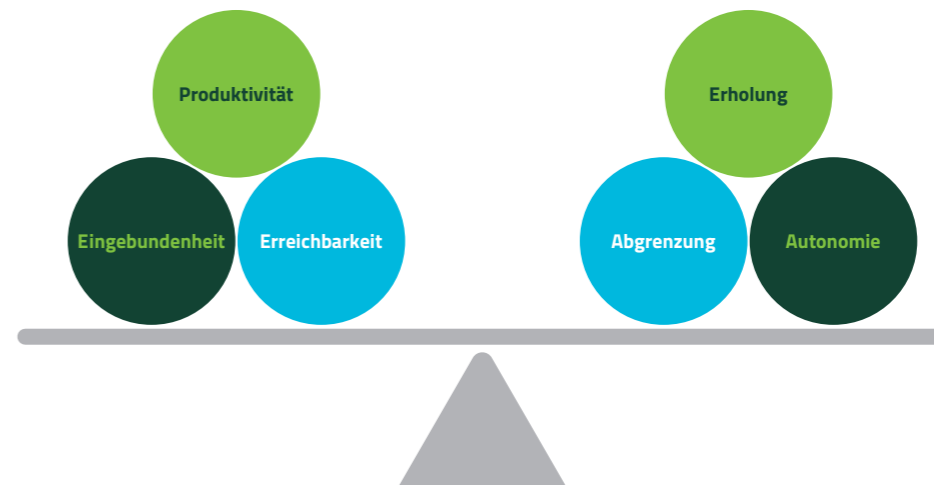 Produktivität
Erholung
Eingebundenheit
Erreichbarkeit
Abgrenzung
Autonomie